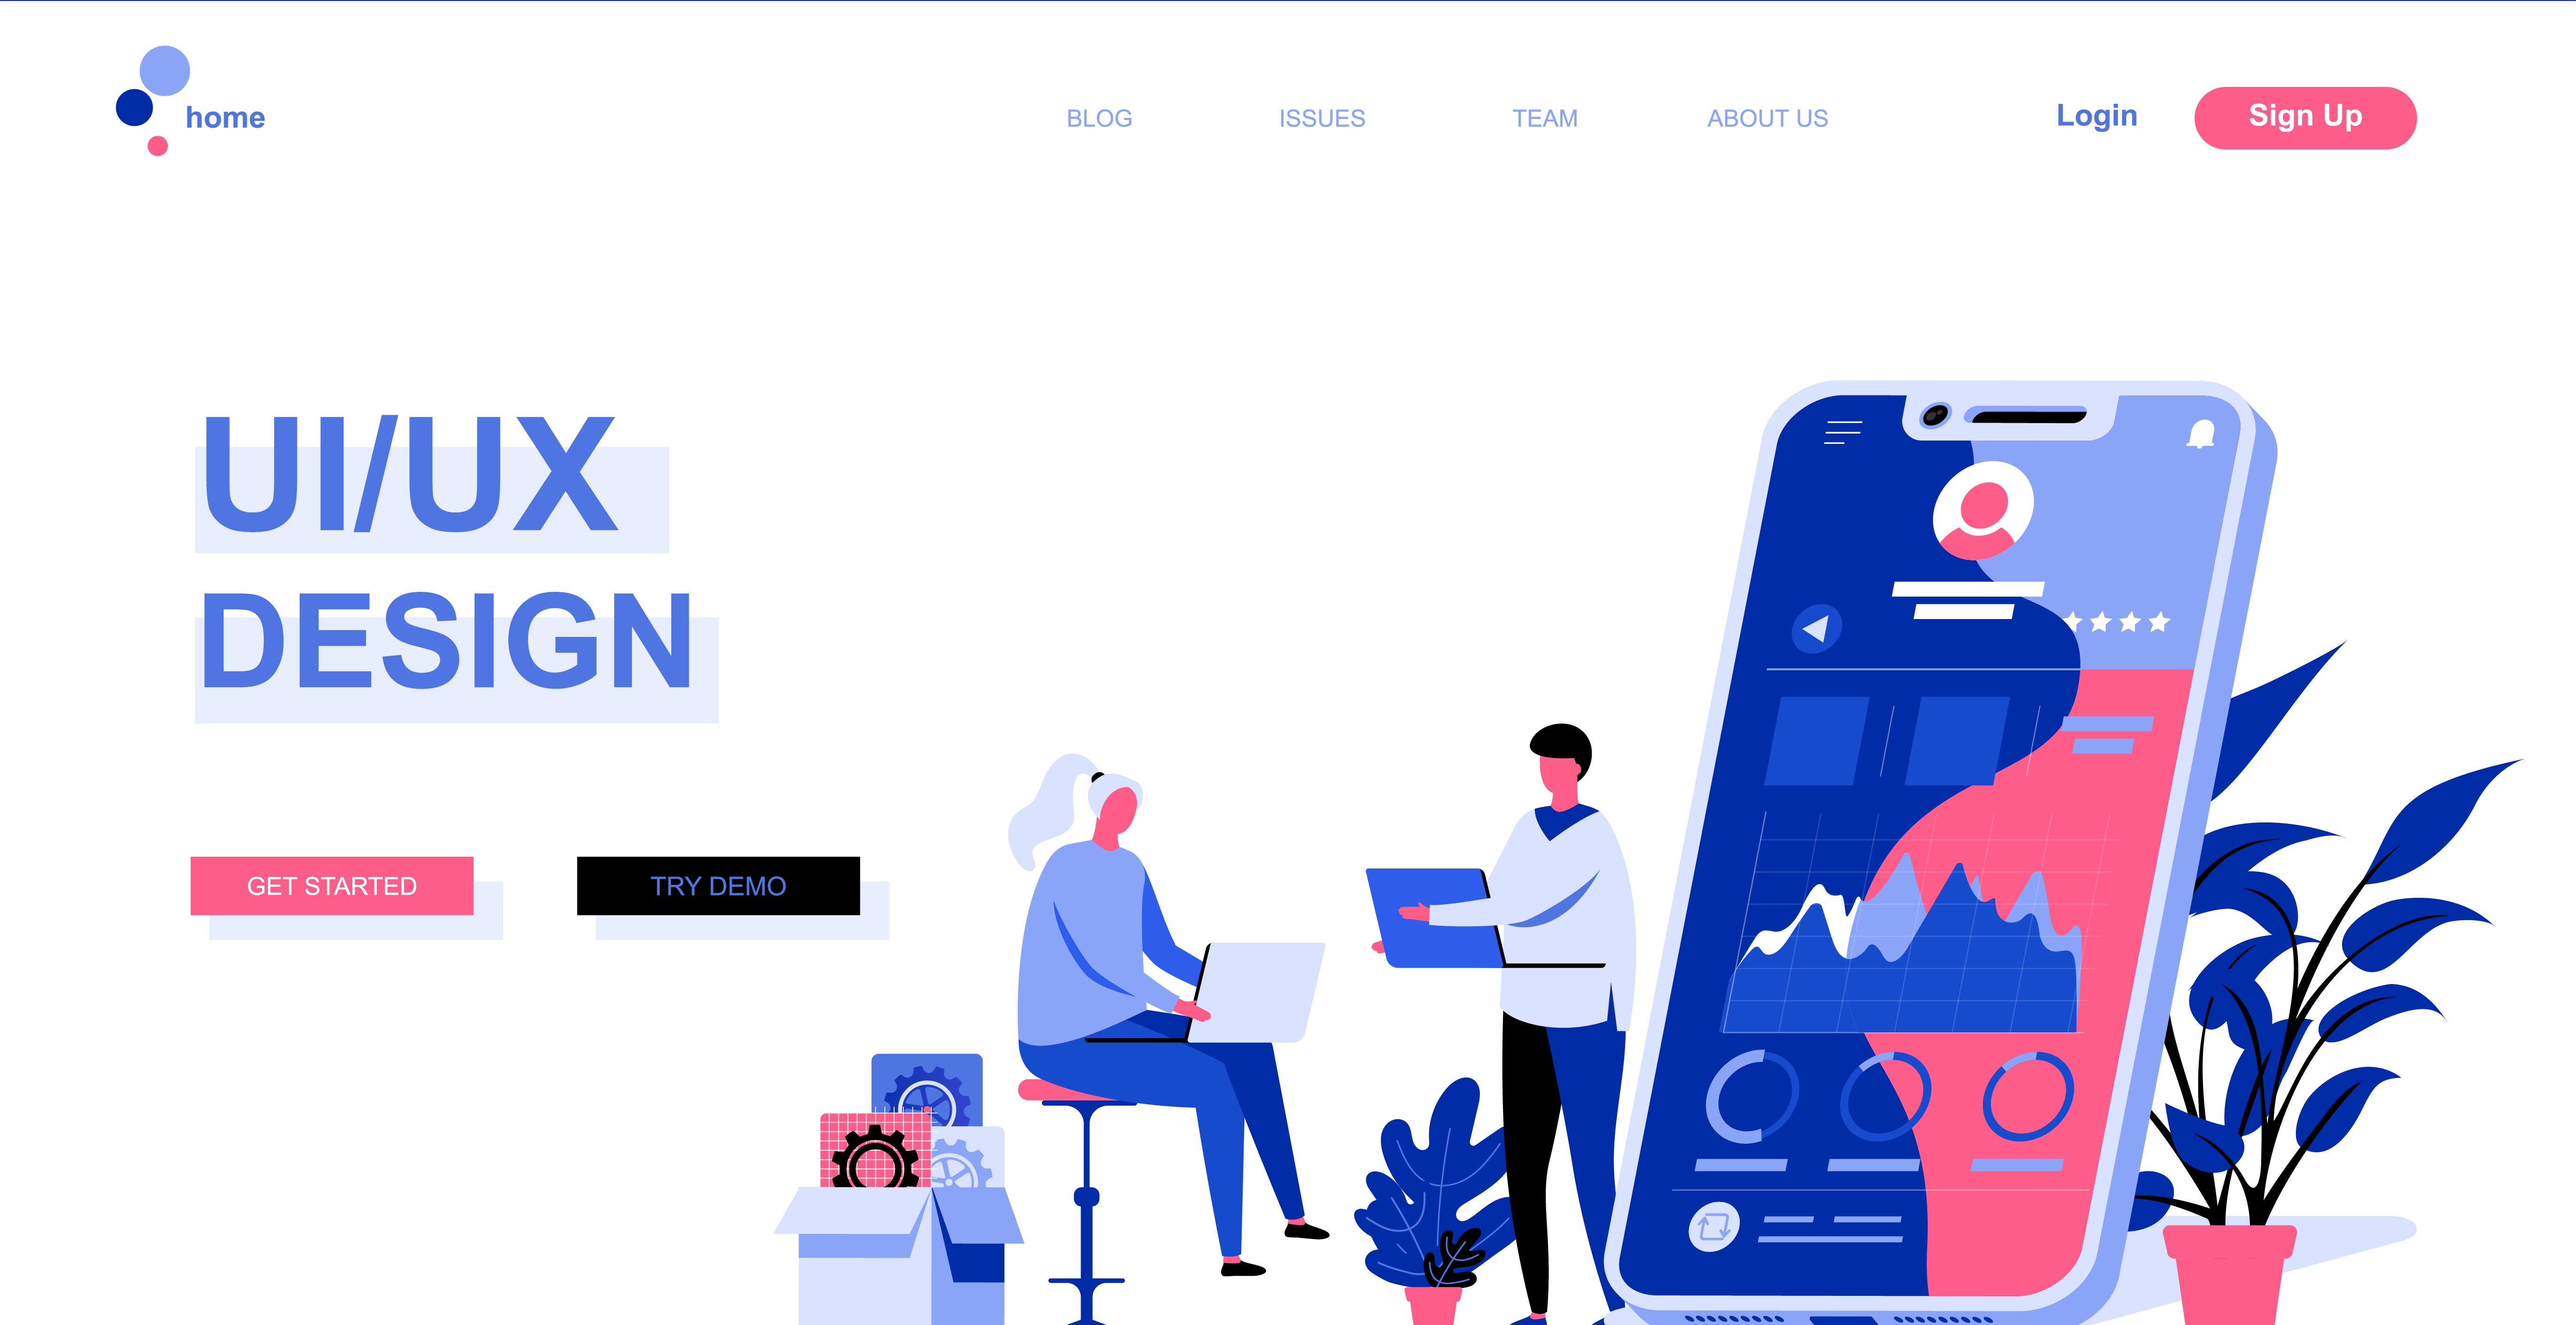 home
BLOG ISSUES TEAM ABOUT US Login Sign Up
UI/UX
DESIGN
GET STARTED TRY DEMO